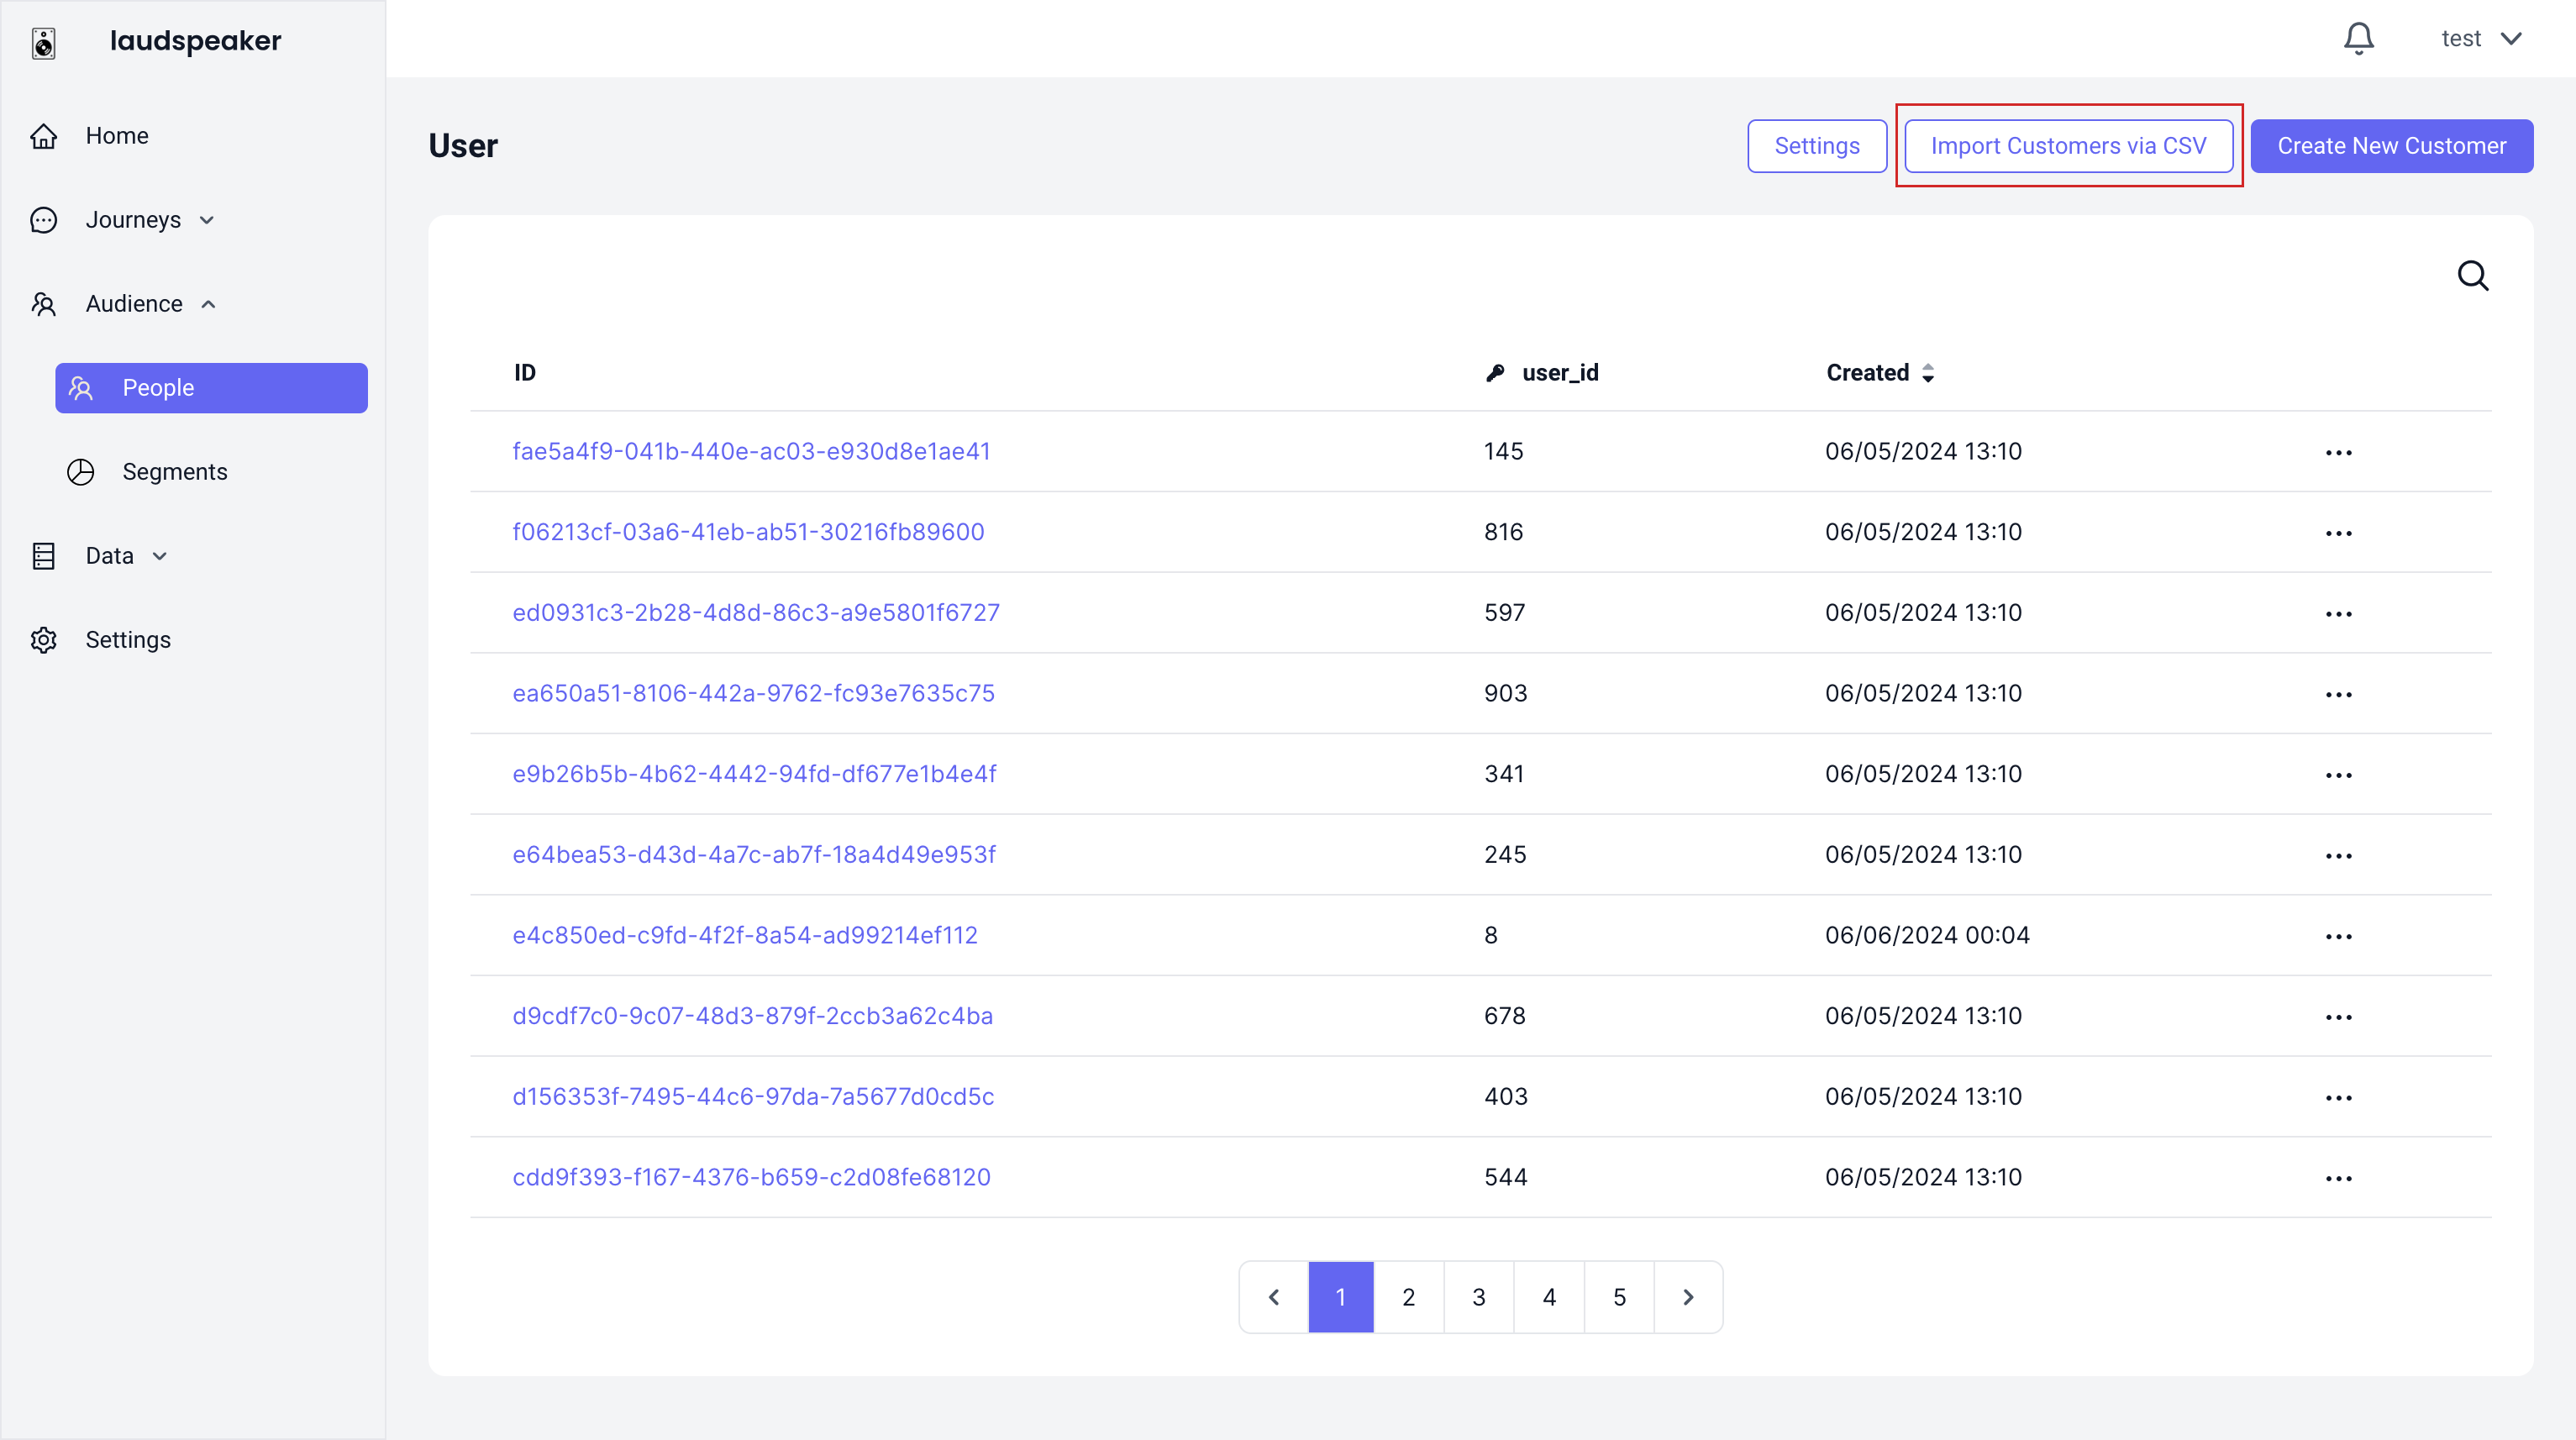 laudspeaker
test
Home
Journeys
Audience
People
Segments
Data
Settings
User
Settings
Import Customers via CSV
Create New Customer
ID user_id Created
fae5a4f9-041b-440e-ac03-e930d8e1ae41 145 06/05/2024 13:10
f06213cf-03a6-41eb-ab51-30216fb89600 816 06/05/2024 13:10
ed0931c3-2b28-4d8d-86c3-a9e5801f6727 597 06/05/2024 13:10
ea650a51-8106-442a-9762-fc93e7635c75 903 06/05/2024 13:10
e9b26b5b-4b62-4442-94fd-df677e1b4e4f 341 06/05/2024 13:10
e64bea53-d43d-4a7c-ab7f-18a4d49e953f 245 06/05/2024 13:10
e4c850ed-c9fd-4f2f-8a54-ad99214ef112 8 06/06/2024 00:04
d9cdf7c0-9c07-48d3-879f-2ccb3a62c4ba 678 06/05/2024 13:10
d156353f-7495-44c6-97da-7a5677d0cd5c 403 06/05/2024 13:10
cdd9f393-f167-4376-b659-c2d08fe68120 544 06/05/2024 13:10
1 2 3 4 5